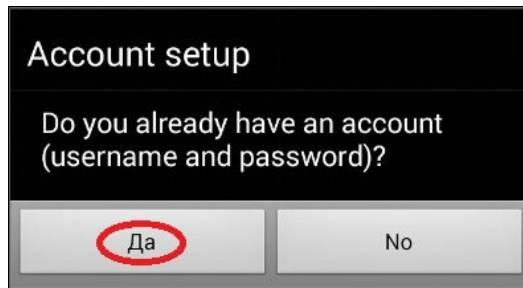 Account setup
Do you already have an account
(username and password)?
Да
No